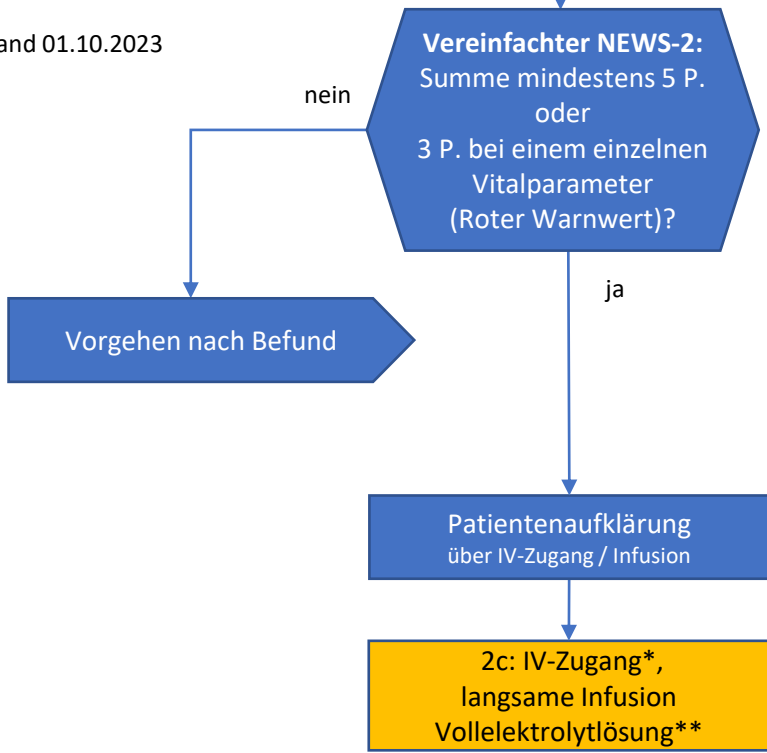 and 01.10.2023
Vereinfachter NEWS-2:
Summe mindestens 5 P.
oder
3 P. bei einem einzelnen
Vitalparameter
(Roter Warnwert)?
nein
ja
Vorgehen nach Befund
Patientenaufklärung
über IV-Zugang / Infusion
2c: IV-Zugang*,
langsame Infusion
Vollelektrolytlösung**